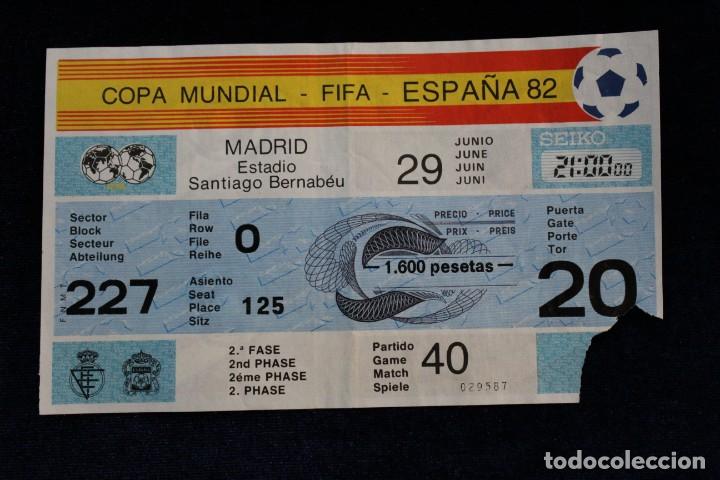 COPA MUNDIAL - FIFA - ESPAÑA 82
MADRID
Estadio
Santiago Bernabéu
29
JUNIO
JUNE
JUIN
JUNI
SEIKO
21:00 00
Sector
Block
Secteur
Abteilung
227
F.N.M.T.
Fila
Row
File
Reihe
0
Asiento
Seat
Place
Sitz
125
PRECIO - PRICE
PRIX - PREIS
1.600 pesetas
Puerta
Gate
Porte
Tor
20
2.ª FASE
2nd PHASE
2éme PHASE
2. PHASE
Partido
Game
Match
Spiele
40
029587
todocoleccion
todocoleccion.net